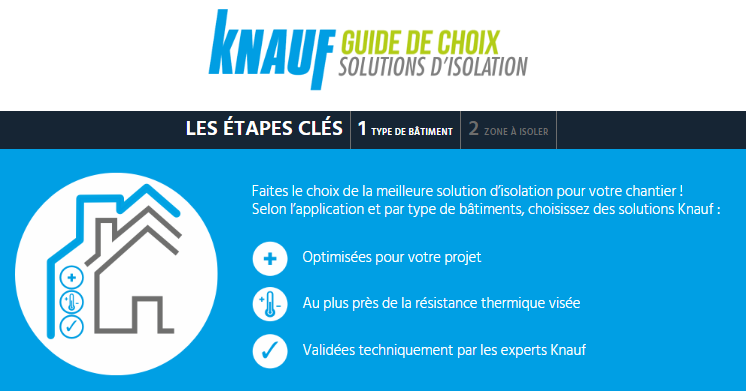 KNAUF GUIDE DE CHOIX
SOLUTIONS D'ISOLATION
LES ÉTAPES CLÉS 1 TYPE DE BÂTIMENT 2 ZONE À ISOLER
Faites le choix de la meilleure solution d'isolation pour votre chantier !
Selon l'application et par type de bâtiments, choisissez des solutions Knauf :
Optimisées pour votre projet
Au plus près de la résistance thermique visée
Validées techniquement par les experts Knauf